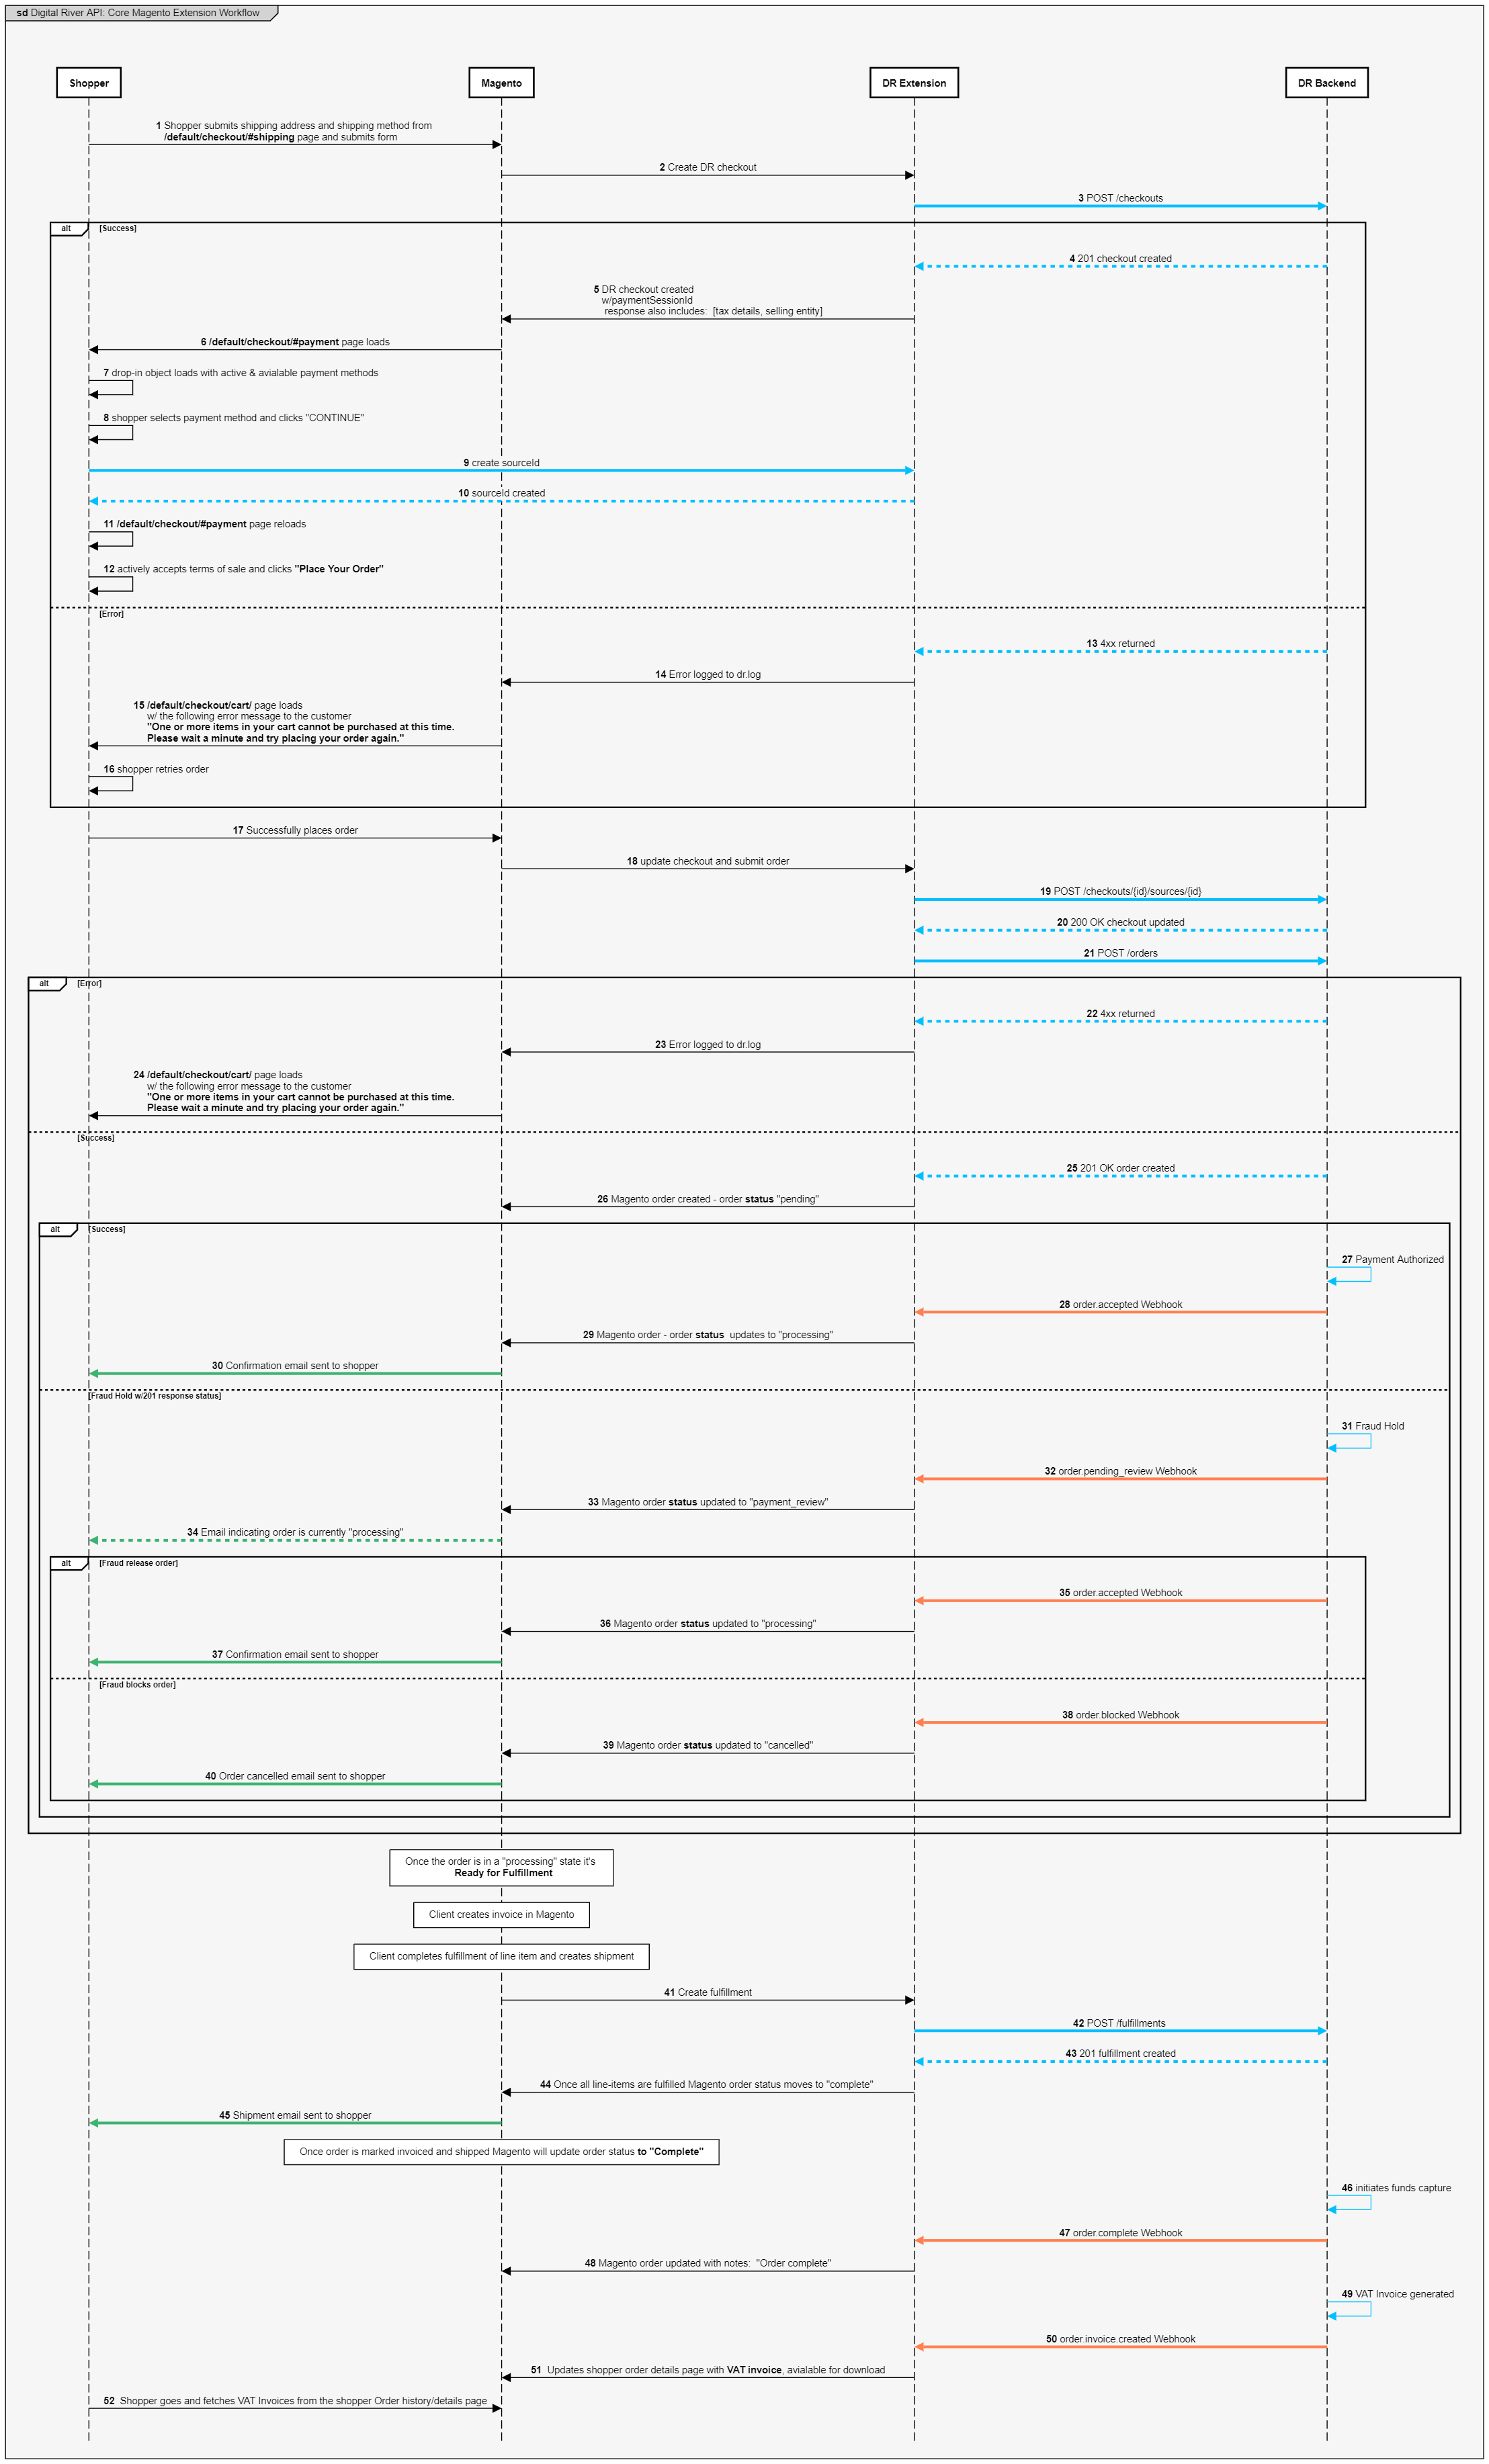 sd Digital River API: Core Magento Extension Workflow
Shopper
Magento
DR Extension
DR Backend
1 Shopper submits shipping address and shipping method from
/default/checkout/#shipping page and submits form
2 Create DR checkout
3 POST /checkouts
alt [Success]
4 201 checkout created
5 DR checkout created
w/paymentSessionId
response also includes: [tax details, selling entity]
6 /default/checkout/#payment page loads
7 drop-in object loads with active & avialable payment methods
8 shopper selects payment method and clicks "CONTINUE"
9 create sourceId
10 sourceId created
11 /default/checkout/#payment page reloads
12 actively accepts terms of sale and clicks "Place Your Order"
[Error]
13 4xx returned
14 Error logged to dr.log
15 /default/checkout/cart/ page loads
w/ the following error message to the customer
"One or more items in your cart cannot be purchased at this time.
Please wait a minute and try placing your order again."
16 shopper retries order
17 Successfully places order
18 update checkout and submit order
19 POST /checkouts/{id}/sources/{id}
20 200 OK checkout updated
21 POST /orders
alt [Error]
22 4xx returned
23 Error logged to dr.log
24 /default/checkout/cart/ page loads
w/ the following error message to the customer
"One or more items in your cart cannot be purchased at this time.
Please wait a minute and try placing your order again."
[Success]
25 201 OK order created
26 Magento order created - order status "pending"
alt [Success]
27 Payment Authorized
28 order.accepted Webhook
29 Magento order - order status updates to "processing"
30 Confirmation email sent to shopper
[Fraud Hold w/201 response status]
31 Fraud Hold
32 order.pending_review Webhook
33 Magento order status updated to "payment_review"
34 Email indicating order is currently "processing"
alt [Fraud release order]
35 order.accepted Webhook
36 Magento order status updated to "processing"
37 Confirmation email sent to shopper
[Fraud blocks order]
38 order.blocked Webhook
39 Magento order status updated to "cancelled"
40 Order cancelled email sent to shopper
Once the order is in a "processing" state it's
Ready for Fulfillment
Client creates invoice in Magento
Client completes fulfillment of line item and creates shipment
41 Create fulfillment
42 POST /fulfillments
43 201 fulfillment created
44 Once all line-items are fulfilled Magento order status moves to "complete"
45 Shipment email sent to shopper
Once order is marked invoiced and shipped Magento will update order status to "Complete"
46 initiates funds capture
47 order.complete Webhook
48 Magento order updated with notes: "Order complete"
49 VAT Invoice generated
50 order.invoice.created Webhook
51 Updates shopper order details page with VAT invoice, avialable for download
52 Shopper goes and fetches VAT Invoices from the shopper Order history/details page